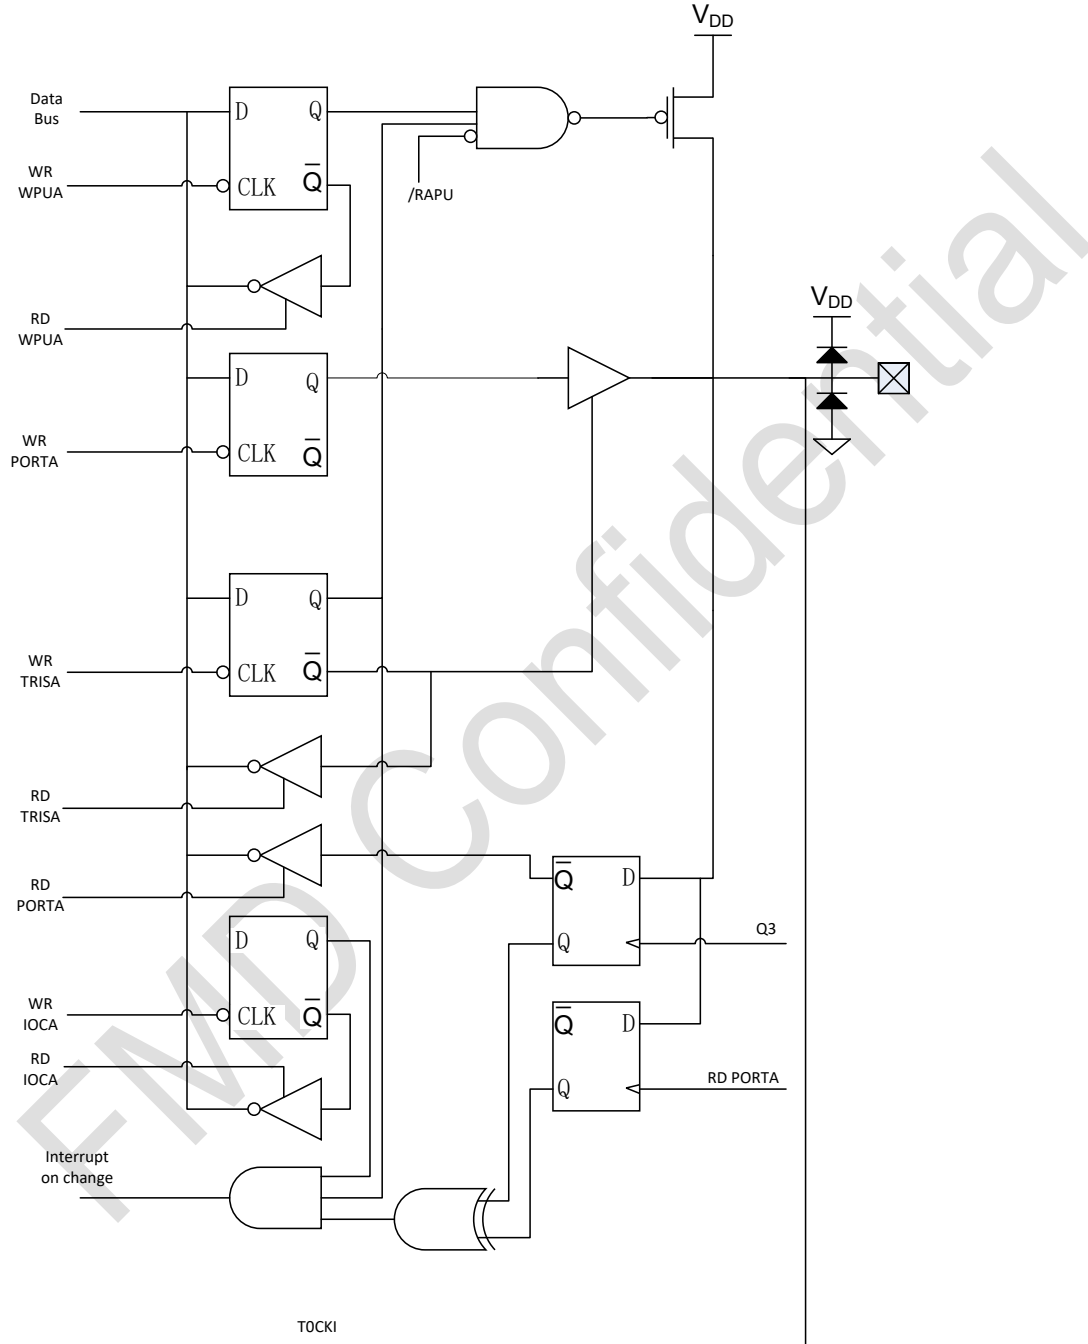 VDD
Data
Bus
D
Q
WR
WPUA
CLK
Q̅
/RAPU
RD
WPUA
VDD
D
Q
WR
PORTA
CLK
Q̅
D
Q
WR
TRISA
CLK
Q̅
RD
TRISA
RD
PORTA
Q̅
D
Q
Q3
D
Q
WR
IOCA
CLK
Q̅
RD
IOCA
Q̅
D
Q
RD PORTA
Interrupt
on change
T0CKI
FMD Confidential